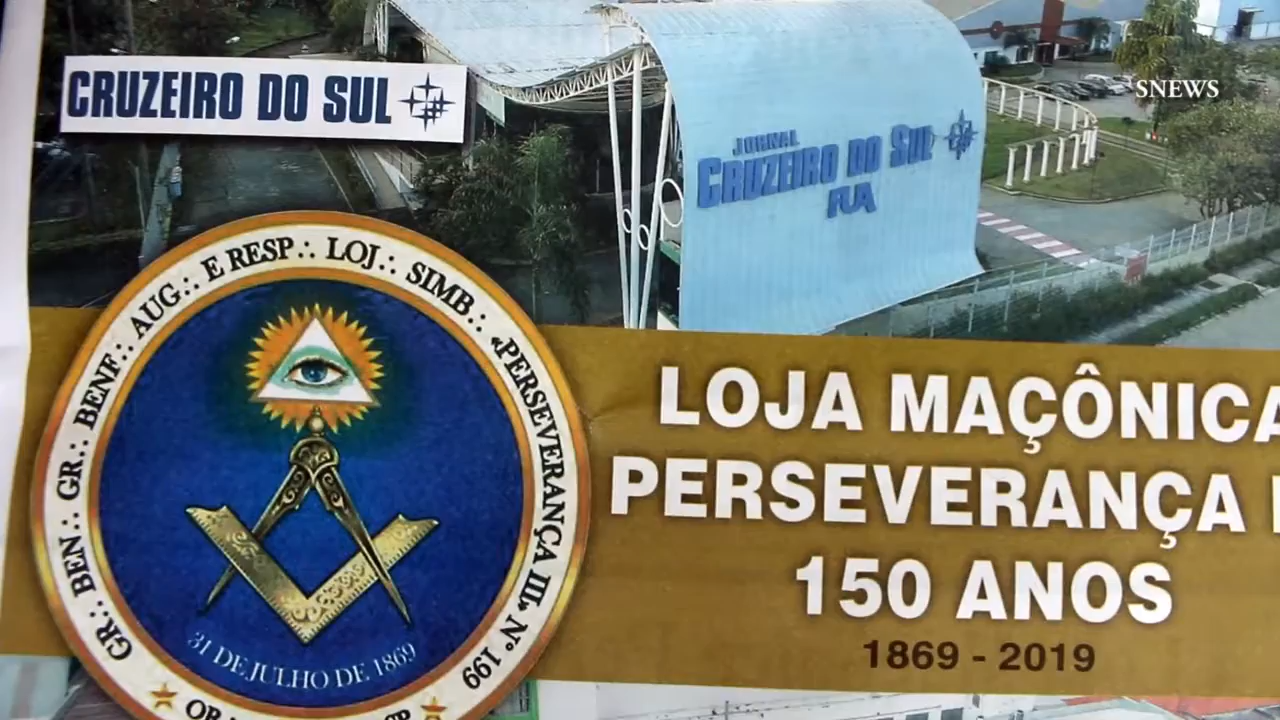 CRUZEIRO DO SUL
SNEWS
JORNAL
CRUZEIRO DO SUL
FUA
GR∴ BEN∴ GR∴ BENF∴ AUG∴ E RESP∴ LOJ∴ SIMB∴ «PERSEVERANÇA III» Nº 199
31 DE JULHO DE 1869
LOJA MAÇÔNICA
PERSEVERANÇA
150 ANOS
1869 - 2019